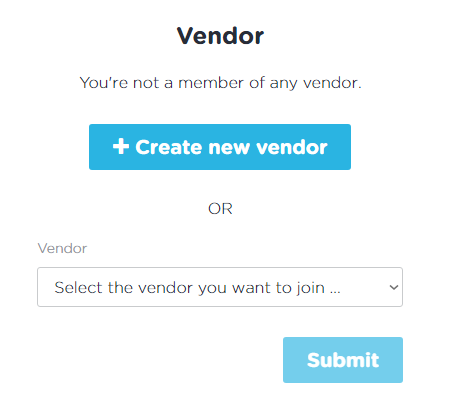 Vendor
You're not a member of any vendor.
+ Create new vendor
OR
Vendor
Select the vendor you want to join ...
Submit